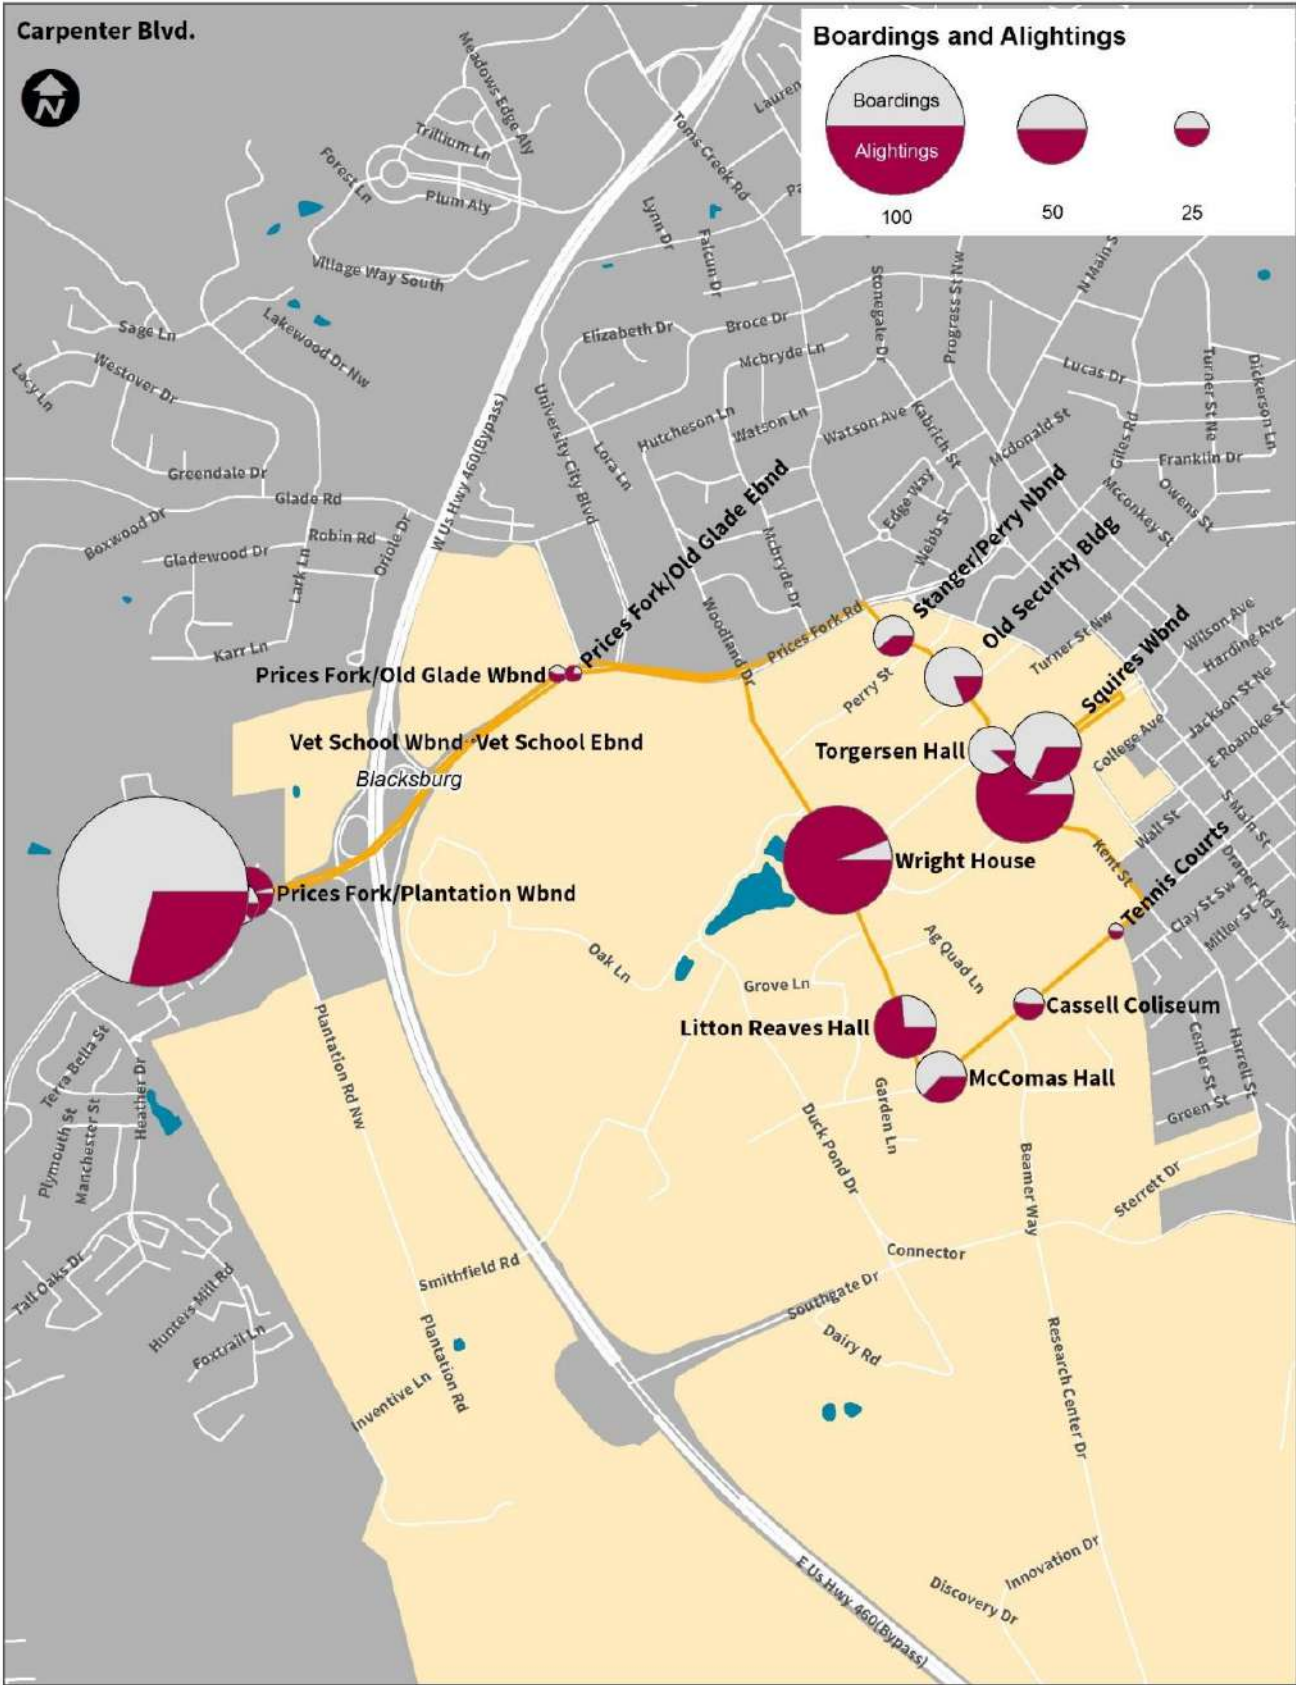 Carpenter Blvd.
N
Boardings and Alightings
Boardings
Alightings
100
50
25
Meadows Edge Aly
Trillium Ln
Forest Ln
Plum Aly
Village Way South
Toms Creek Rd
Lauren
Pa
Lynn Dr
Falcun Dr
Stonegate Dr
Progress St Nw
N Main S
Sage Ln
Lakewood Dr Nw
Westover Dr
Lacy Ln
Elizabeth Dr
Broce Dr
Mcbryde Ln
Lucas Dr
Turner St Ne
Dickerson Ln
W Us Hwy 460(Bypass)
University City Blvd
Lora Ln
Hutcheson Ln
Watson Ln
Watson Ave
Kabrich St
Mcdonald St
Giles Rd
Franklin Dr
Greendale Dr
Glade Rd
Boxwood Dr
Robin Rd
Gladewood Dr
Oriole Dr
Lark Ln
Karr Ln
Edge Way
Webb St
Mcconkey St
Owens St
Mcbryde Dr
Woodland Dr
Prices Fork Rd
Prices Fork/Old Glade Ebnd
Stanger/Perry Nbnd
Old Security Bldg
Squires Wbnd
Turner St Nw
Wilson Ave
Harding Ave
Prices Fork/Old Glade Wbnd
Perry St
Jackson St Ne
E Roanoke St
Vet School Wbnd
Vet School Ebnd
Torgersen Hall
College Ave
Blacksburg
S Main St
Wall St
Draper Rd Sw
Kent St
Wright House
Tennis Courts
Clay St Sw
Miller St
Prices Fork/Plantation Wbnd
Ag Quad Ln
Oak Ln
Grove Ln
Cassell Coliseum
Litton Reaves Hall
McComas Hall
Center St
Harrell St
Green St
Plantation Rd Nw
Terra Bella St
Heather Dr
Plymouth St
Manchester St
Garden Ln
Duck Pond Dr
Beamer Way
Sterrett Dr
Connector
Smithfield Rd
Southgate Dr
Tall Oaks Dr
Hunters Mill Rd
Foxtrail Ln
Plantation Rd
Inventive Ln
Dairy Rd
Research Center Dr
E Us Hwy 460(Bypass)
Innovation Dr
Discovery Dr